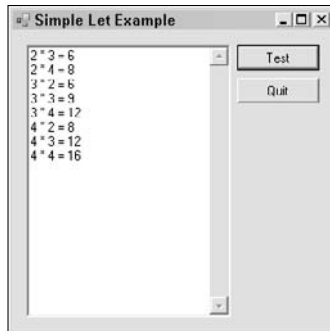 Simple Let Example
2 * 3 = 6
2 * 4 = 8
3 * 2 = 6
3 * 3 = 9
3 * 4 = 12
4 * 2 = 8
4 * 3 = 12
4 * 4 = 16
Test
Quit